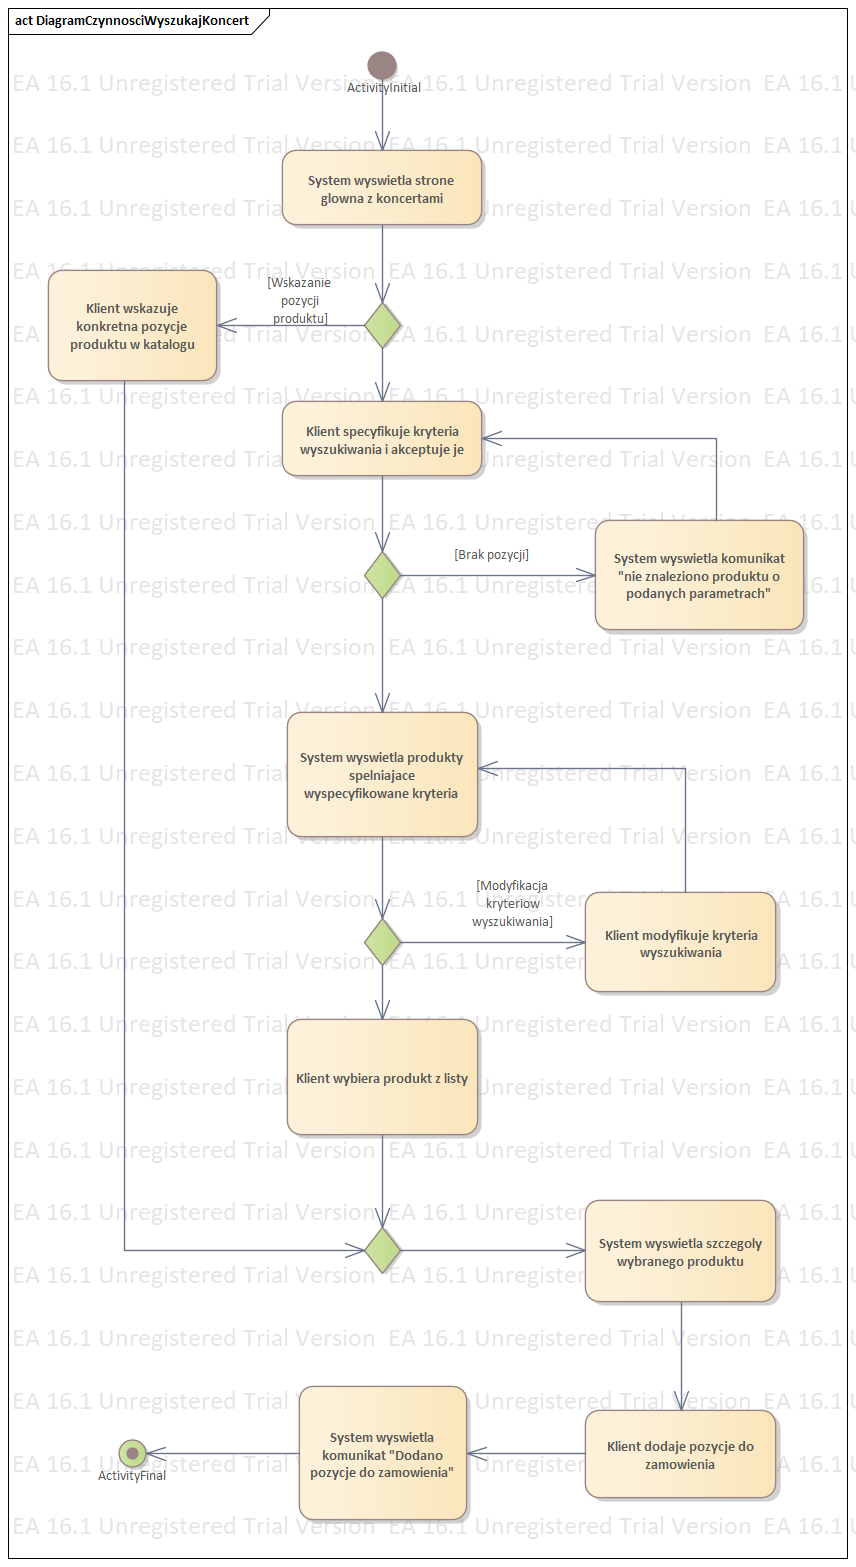 act DiagramCzynnosciWyszukajKoncert
EA 16.1 Unregistered Trial Version
ActivityInitial
System wyswietla strone
glowna z koncertami
[Wskazanie
pozycji
produktu]
Klient wskazuje
konkretna pozycje
produktu w katalogu
Klient specyfikuje kryteria
wyszukiwania i akceptuje je
[Brak pozycji]
System wyswietla komunikat
"nie znaleziono produktu o
podanych parametrach"
System wyswietla produkty
spelniajace
wyspecyfikowane kryteria
[Modyfikacja
kryteriow
wyszukiwania]
Klient modyfikuje kryteria
wyszukiwania
Klient wybiera produkt z listy
System wyswietla szczegoly
wybranego produktu
Klient dodaje pozycje do
zamowienia
System wyswietla
komunikat "Dodano
pozycje do zamowienia"
ActivityFinal